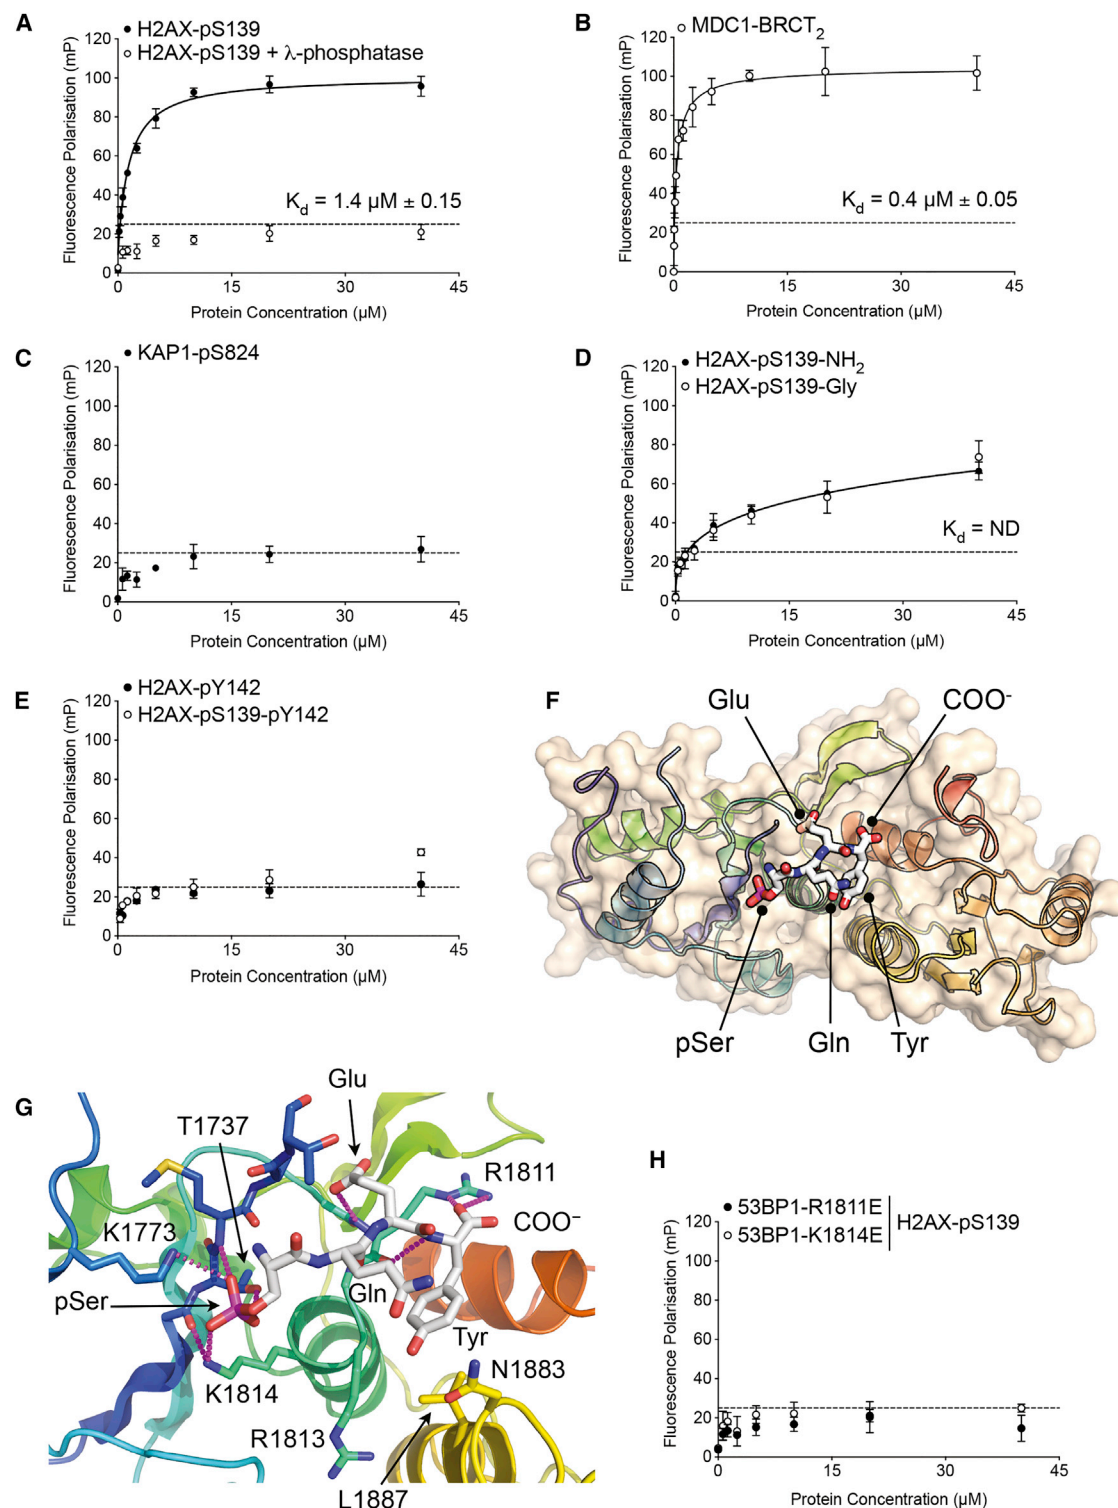 A
H2AX-pS139
H2AX-pS139 + λ-phosphatase
120
100
80
60
40
20
0
Fluorescence Polarisation (mP)
Kd = 1.4 µM ± 0.15
0 15 30 45
Protein Concentration (µM)
B
MDC1-BRCT2
120
100
80
60
40
20
0
Fluorescence Polarisation (mP)
Kd = 0.4 µM ± 0.05
0 15 30 45
Protein Concentration (µM)
C
KAP1-pS824
120
100
80
60
40
20
0
Fluorescence Polarisation (mP)
0 15 30 45
Protein Concentration (µM)
D
H2AX-pS139-NH2
H2AX-pS139-Gly
120
100
80
60
40
20
0
Fluorescence Polarisation (mP)
Kd = ND
0 15 30 45
Protein Concentration (µM)
E
H2AX-pY142
H2AX-pS139-pY142
120
100
80
60
40
20
0
Fluorescence Polarisation (mP)
0 15 30 45
Protein Concentration (µM)
F
Glu
COO⁻
pSer
Gln
Tyr
G
Glu
T1737
R1811
COO⁻
K1773
pSer
Gln
Tyr
K1814
N1883
R1813
L1887
H
53BP1-R1811E
53BP1-K1814E
H2AX-pS139
120
100
80
60
40
20
0
Fluorescence Polarisation (mP)
0 15 30 45
Protein Concentration (µM)